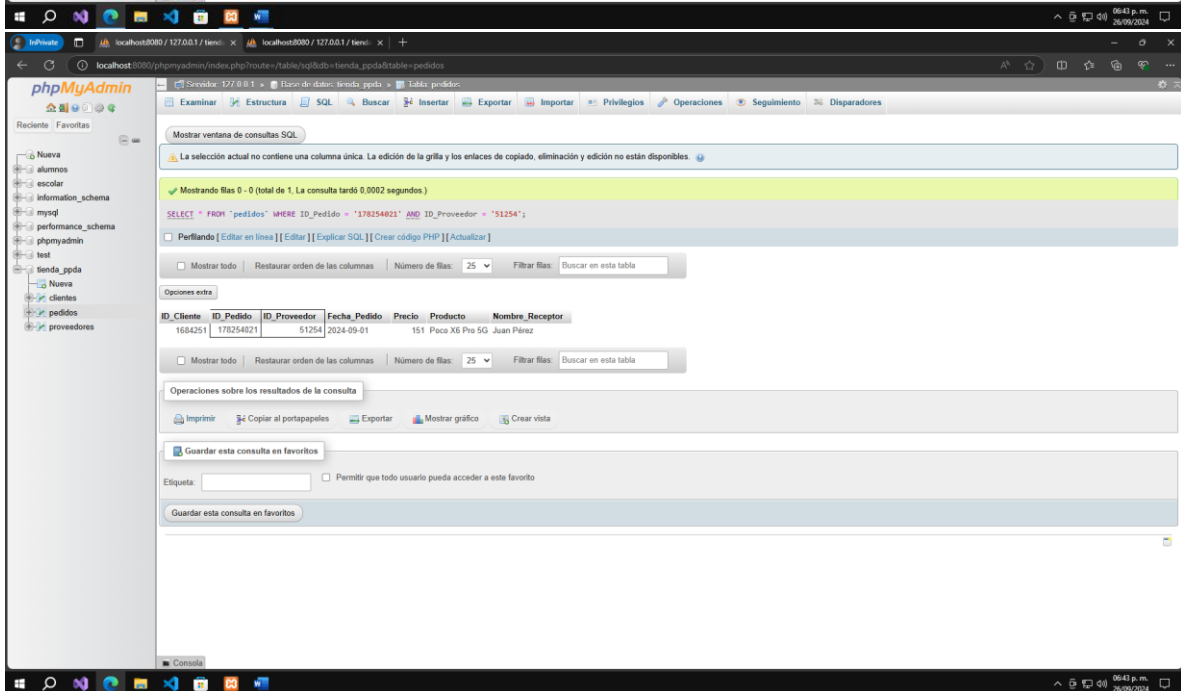 06:43 p. m.
26/09/2024
InPrivate localhost:8080 / 127.0.0.1 / tiend localhost:8080 / 127.0.0.1 / tiend
localhost:8080/phpmyadmin/index.php?route=/table/sql&db=tienda_ppda&table=pedidos
phpMyAdmin
Reciente Favoritas
Nueva
alumnos
escolar
information_schema
mysql
performance_schema
phpmyadmin
test
tienda_ppda
Nueva
clientes
pedidos
proveedores
Servidor: 127.0.0.1 » Base de datos: tienda_ppda » Tabla: pedidos
Examinar Estructura SQL Buscar Insertar Exportar Importar Privilegios Operaciones Seguimiento Disparadores
Mostrar ventana de consultas SQL
La selección actual no contiene una columna única. La edición de la grilla y los enlaces de copiado, eliminación y edición no están disponibles.
Mostrando filas 0 - 0 (total de 1, La consulta tardó 0,0002 segundos.)
SELECT * FROM `pedidos` WHERE ID_Pedido = '178254021' AND ID_Proveedor = '51254';
Perfilando [ Editar en línea ] [ Editar ] [ Explicar SQL ] [ Crear código PHP ] [ Actualizar ]
Mostrar todo Restaurar orden de las columnas Número de filas: 25 Filtrar filas: Buscar en esta tabla
Opciones extra
ID_Cliente ID_Pedido ID_Proveedor Fecha_Pedido Precio Producto Nombre_Receptor
1684251 178254021 51254 2024-09-01 151 Poco X6 Pro 5G Juan Pérez
Mostrar todo Restaurar orden de las columnas Número de filas: 25 Filtrar filas: Buscar en esta tabla
Operaciones sobre los resultados de la consulta
Imprimir Copiar al portapapeles Exportar Mostrar gráfico Crear vista
Guardar esta consulta en favoritos
Etiqueta: Permitir que todo usuario pueda acceder a este favorito
Guardar esta consulta en favoritos
Consola
06:43 p. m.
26/09/2024